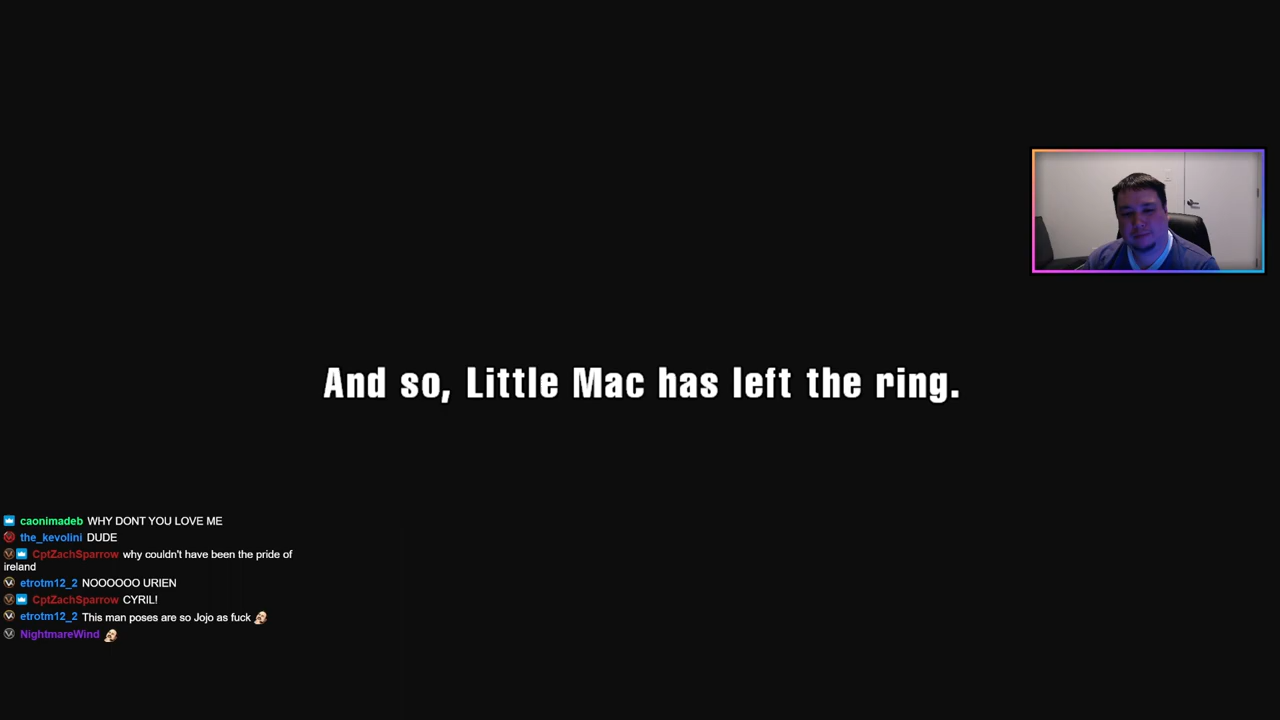 And so, Little Mac has left the ring.
caonimadeb WHY DONT YOU LOVE ME
the_kevolini DUDE
CptZachSparrow why couldn't have been the pride of
ireland
etrotm12_2 NOOOOOO URIEN
CptZachSparrow CYRIL!
etrotm12_2 This man poses are so Jojo as fuck
NightmareWind